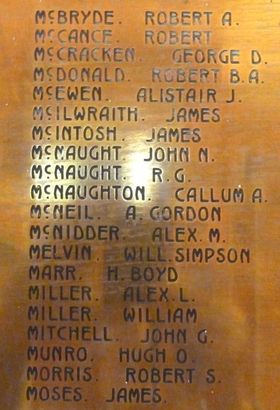 McBRYDE. ROBERT A.
McCANCE. ROBERT
McCRACKEN. GEORGE D.
McDONALD. ROBERT B.A.
McEWEN. ALISTAIR J.
McILWRAITH. JAMES
McINTOSH. JAMES
McNAUGHT. JOHN N.
McNAUGHT. R.G.
McNAUGHTON. CALLUM A.
McNEIL. A. GORDON
McNIDDER. ALEX. M.
MELVIN. WILL. SIMPSON
MARR. H. BOYD
MILLER. ALEX. L.
MILLER. WILLIAM
MITCHELL. JOHN G.
MUNRO. HUGH O.
MORRIS. ROBERT S.
MOSES. JAMES.